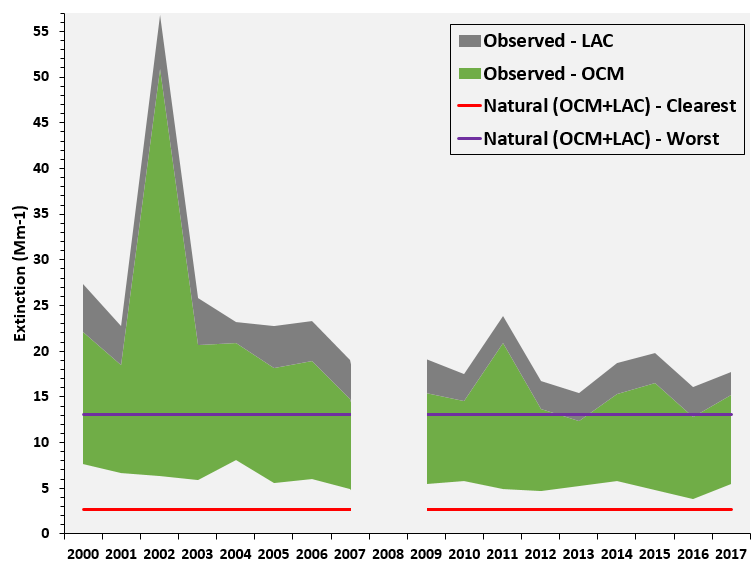 Observed - LAC
Observed - OCM
Natural (OCM+LAC) - Clearest
Natural (OCM+LAC) - Worst
Extinction (Mm-1)
55
50
45
40
35
30
25
20
15
10
5
0
2000 2001 2002 2003 2004 2005 2006 2007 2008 2009 2010 2011 2012 2013 2014 2015 2016 2017